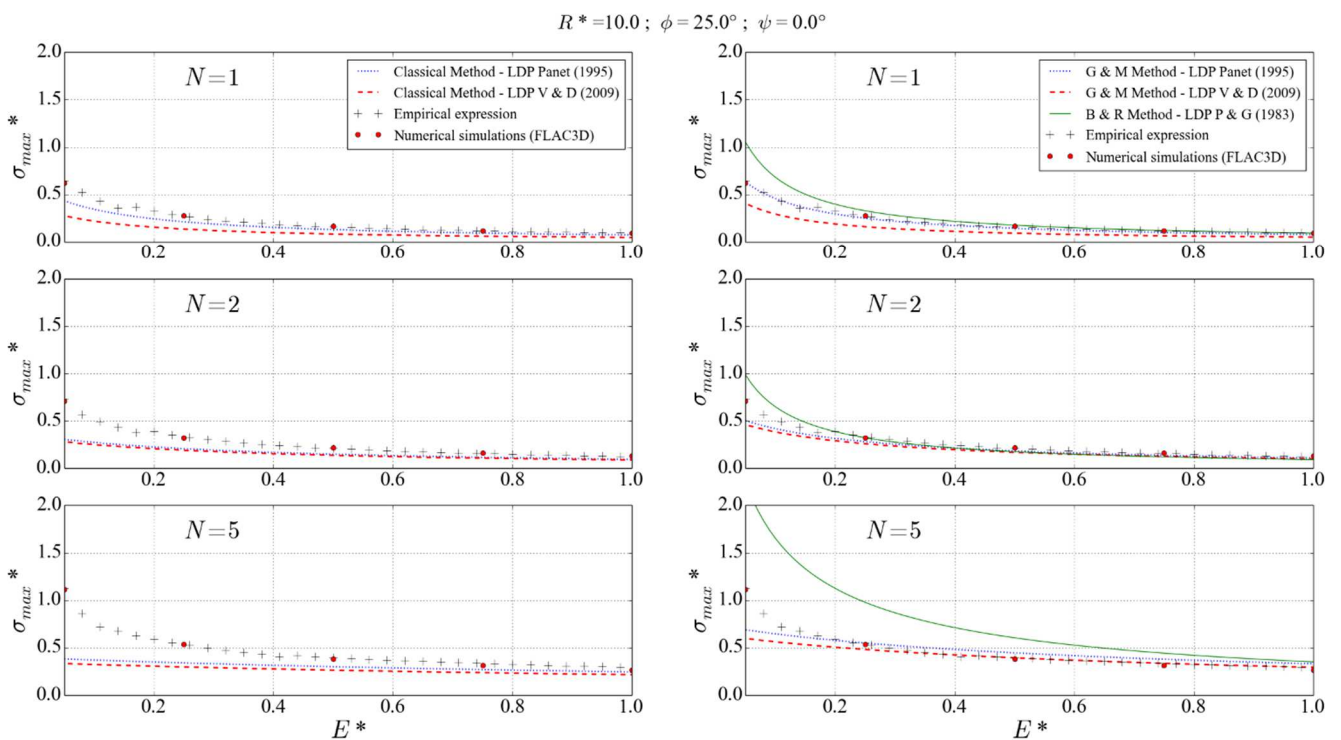 R * =10.0 ; ϕ = 25.0° ; ψ = 0.0°
N=1
Classical Method - LDP Panet (1995)
Classical Method - LDP V & D (2009)
Empirical expression
Numerical simulations (FLAC3D)
2.0
1.5
1.0
0.5
0.0
σmax*
0.2 0.4 0.6 0.8 1.0
N=1
G & M Method - LDP Panet (1995)
G & M Method - LDP V & D (2009)
B & R Method - LDP P & G (1983)
Empirical expression
Numerical simulations (FLAC3D)
2.0
1.5
1.0
0.5
0.0
σmax*
0.2 0.4 0.6 0.8 1.0
N=2
2.0
1.5
1.0
0.5
0.0
σmax*
0.2 0.4 0.6 0.8 1.0
N=2
2.0
1.5
1.0
0.5
0.0
σmax*
0.2 0.4 0.6 0.8 1.0
N=5
2.0
1.5
1.0
0.5
0.0
σmax*
0.2 0.4 0.6 0.8 1.0
E *
N=5
2.0
1.5
1.0
0.5
0.0
σmax*
0.2 0.4 0.6 0.8 1.0
E *